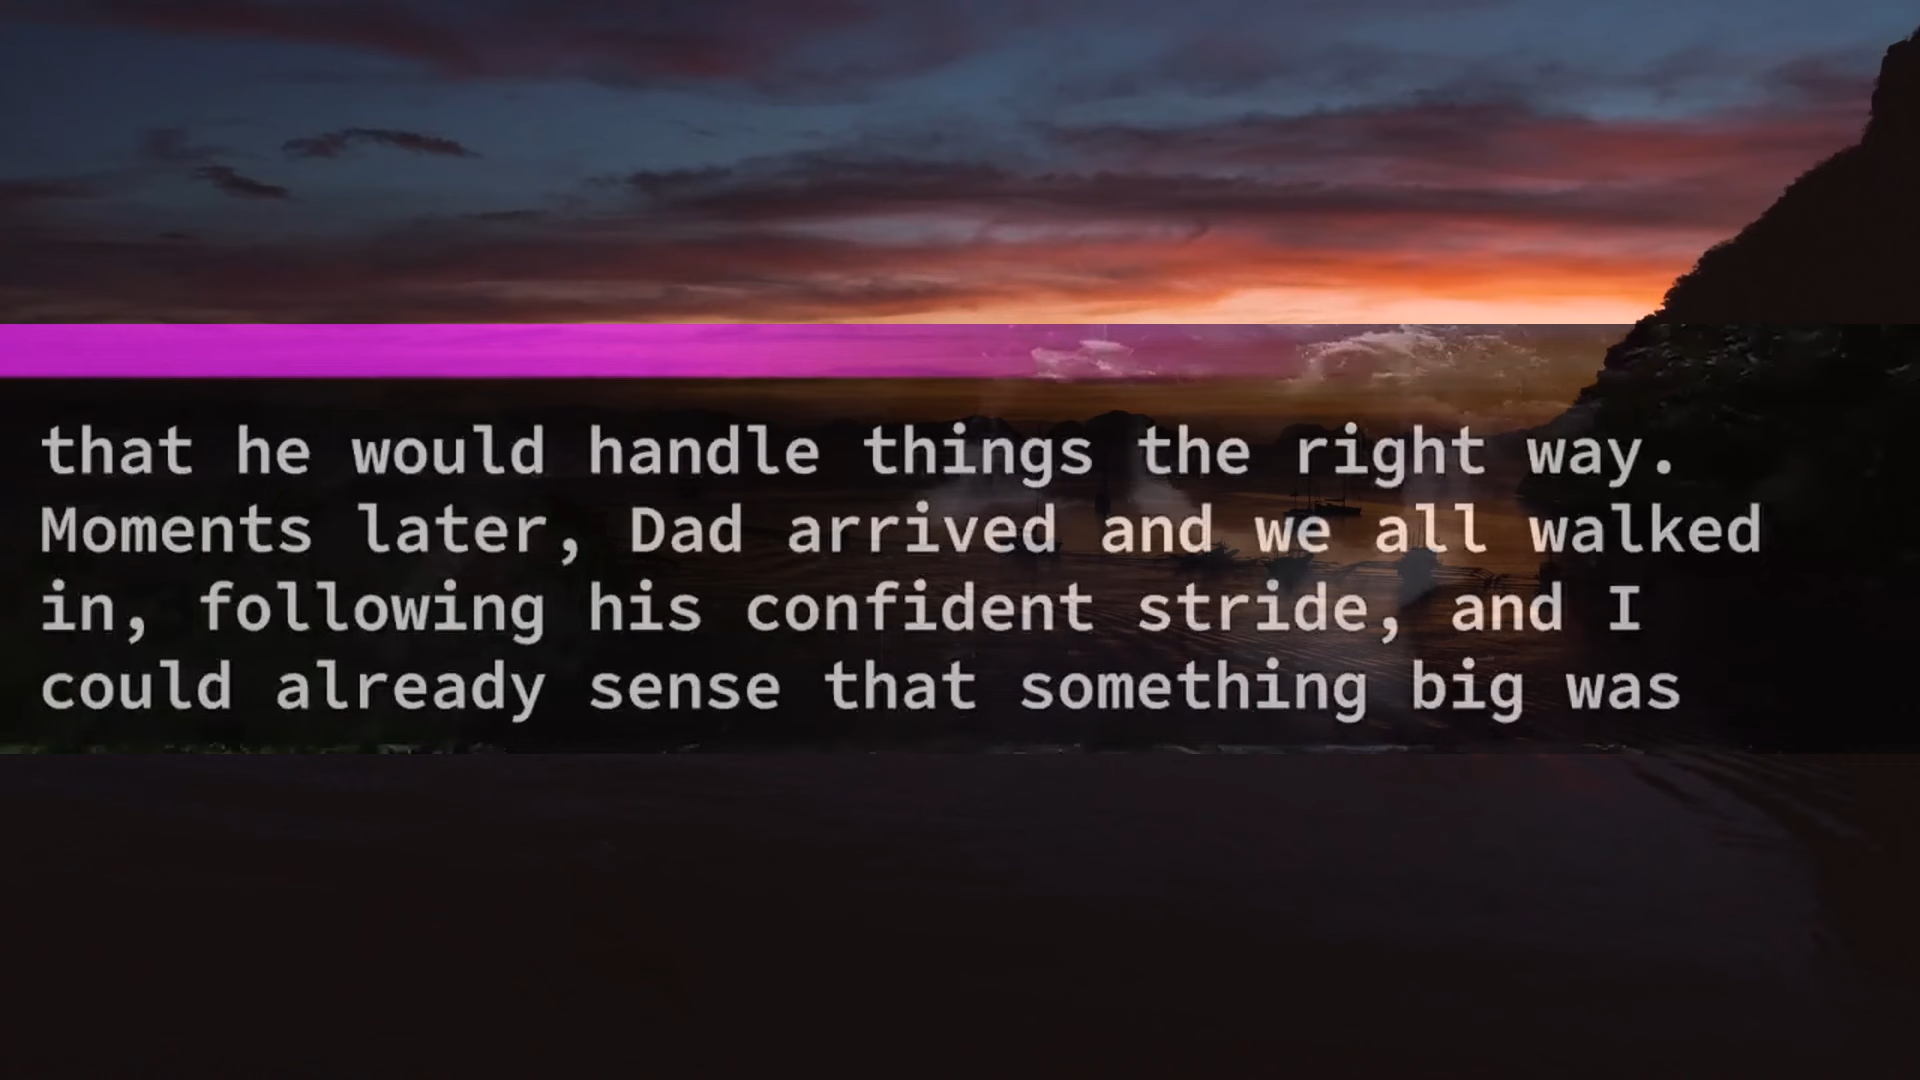 that he would handle things the right way.
Moments later, Dad arrived and we all walked
in, following his confident stride, and I
could already sense that something big was